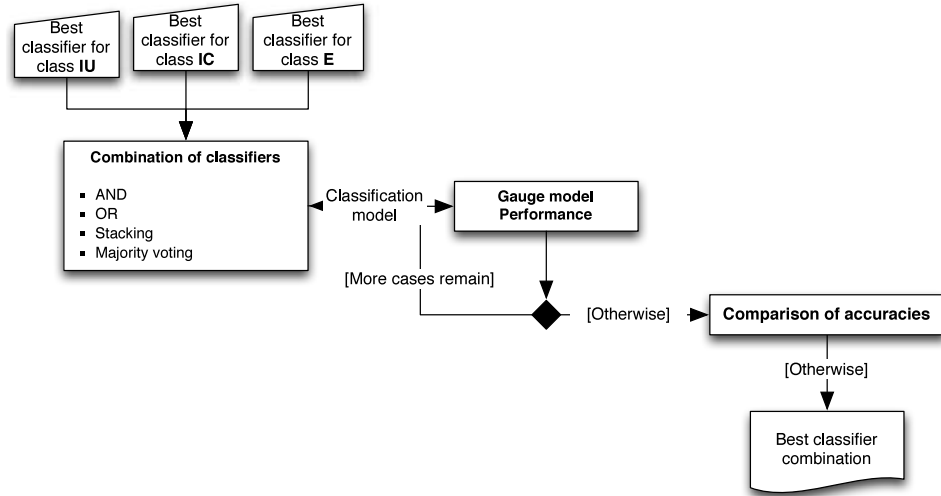 Best
classifier for
class IU
Best
classifier for
class IC
Best
classifier for
class E
Combination of classifiers
▪ AND
▪ OR
▪ Stacking
▪ Majority voting
Classification
model
Gauge model
Performance
[More cases remain]
[Otherwise]
Comparison of accuracies
[Otherwise]
Best classifier
combination